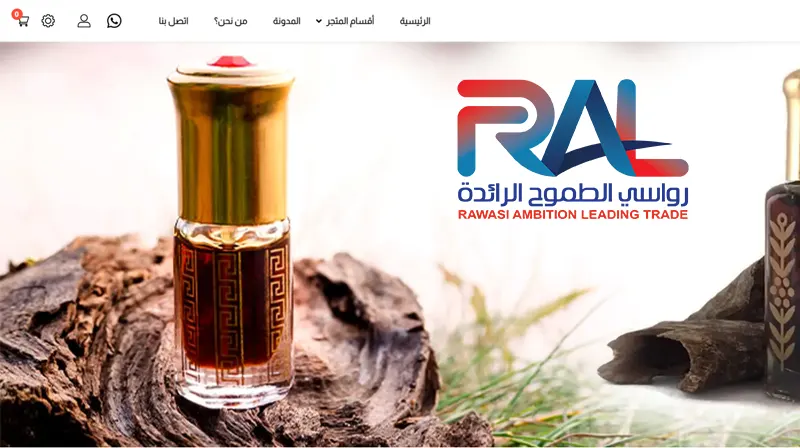 الرئيسية
أقسام المتجر
المدونة
من نحن؟
اتصل بنا
0
RAL
رواسي الطموح الرائدة
RAWASI AMBITION LEADING TRADE